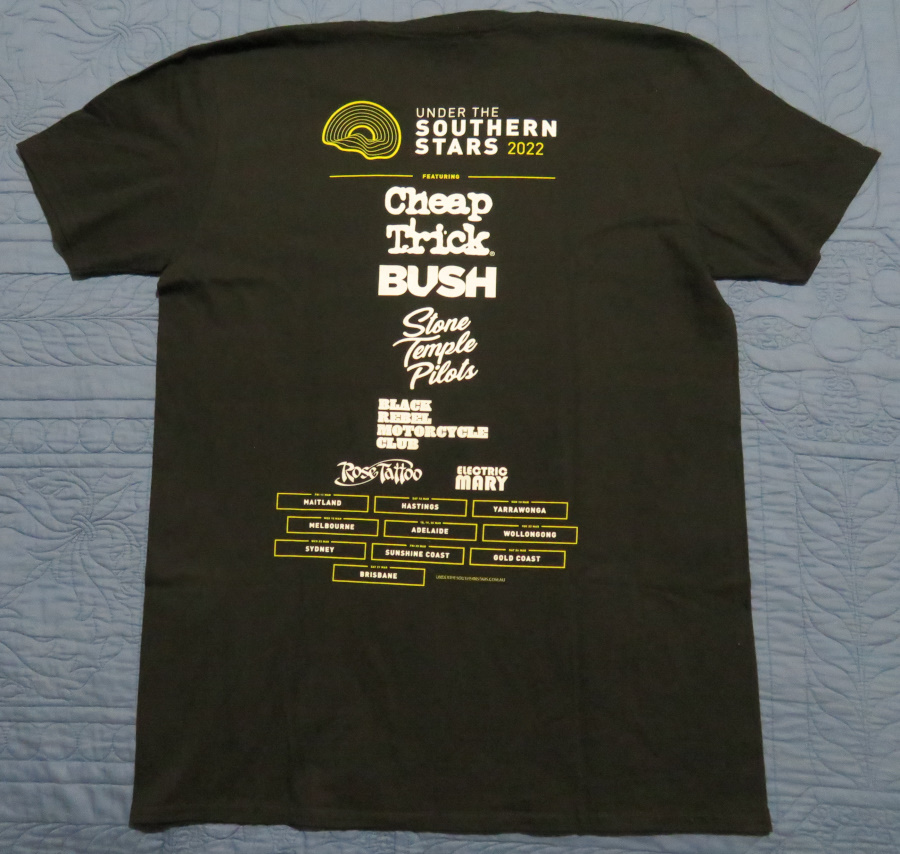 UNDER THE
SOUTHERN
STARS 2022
FEATURING
Cheap
Trick®
BUSH
Stone
Temple
Pilots
BLACK
REBEL
MOTORCYCLE
CLUB
Rose Tattoo
ELECTRIC
MARY
MAITLAND
HASTINGS
YARRAWONGA
MELBOURNE
ADELAIDE
WOLLONGONG
SYDNEY
SUNSHINE COAST
GOLD COAST
BRISBANE